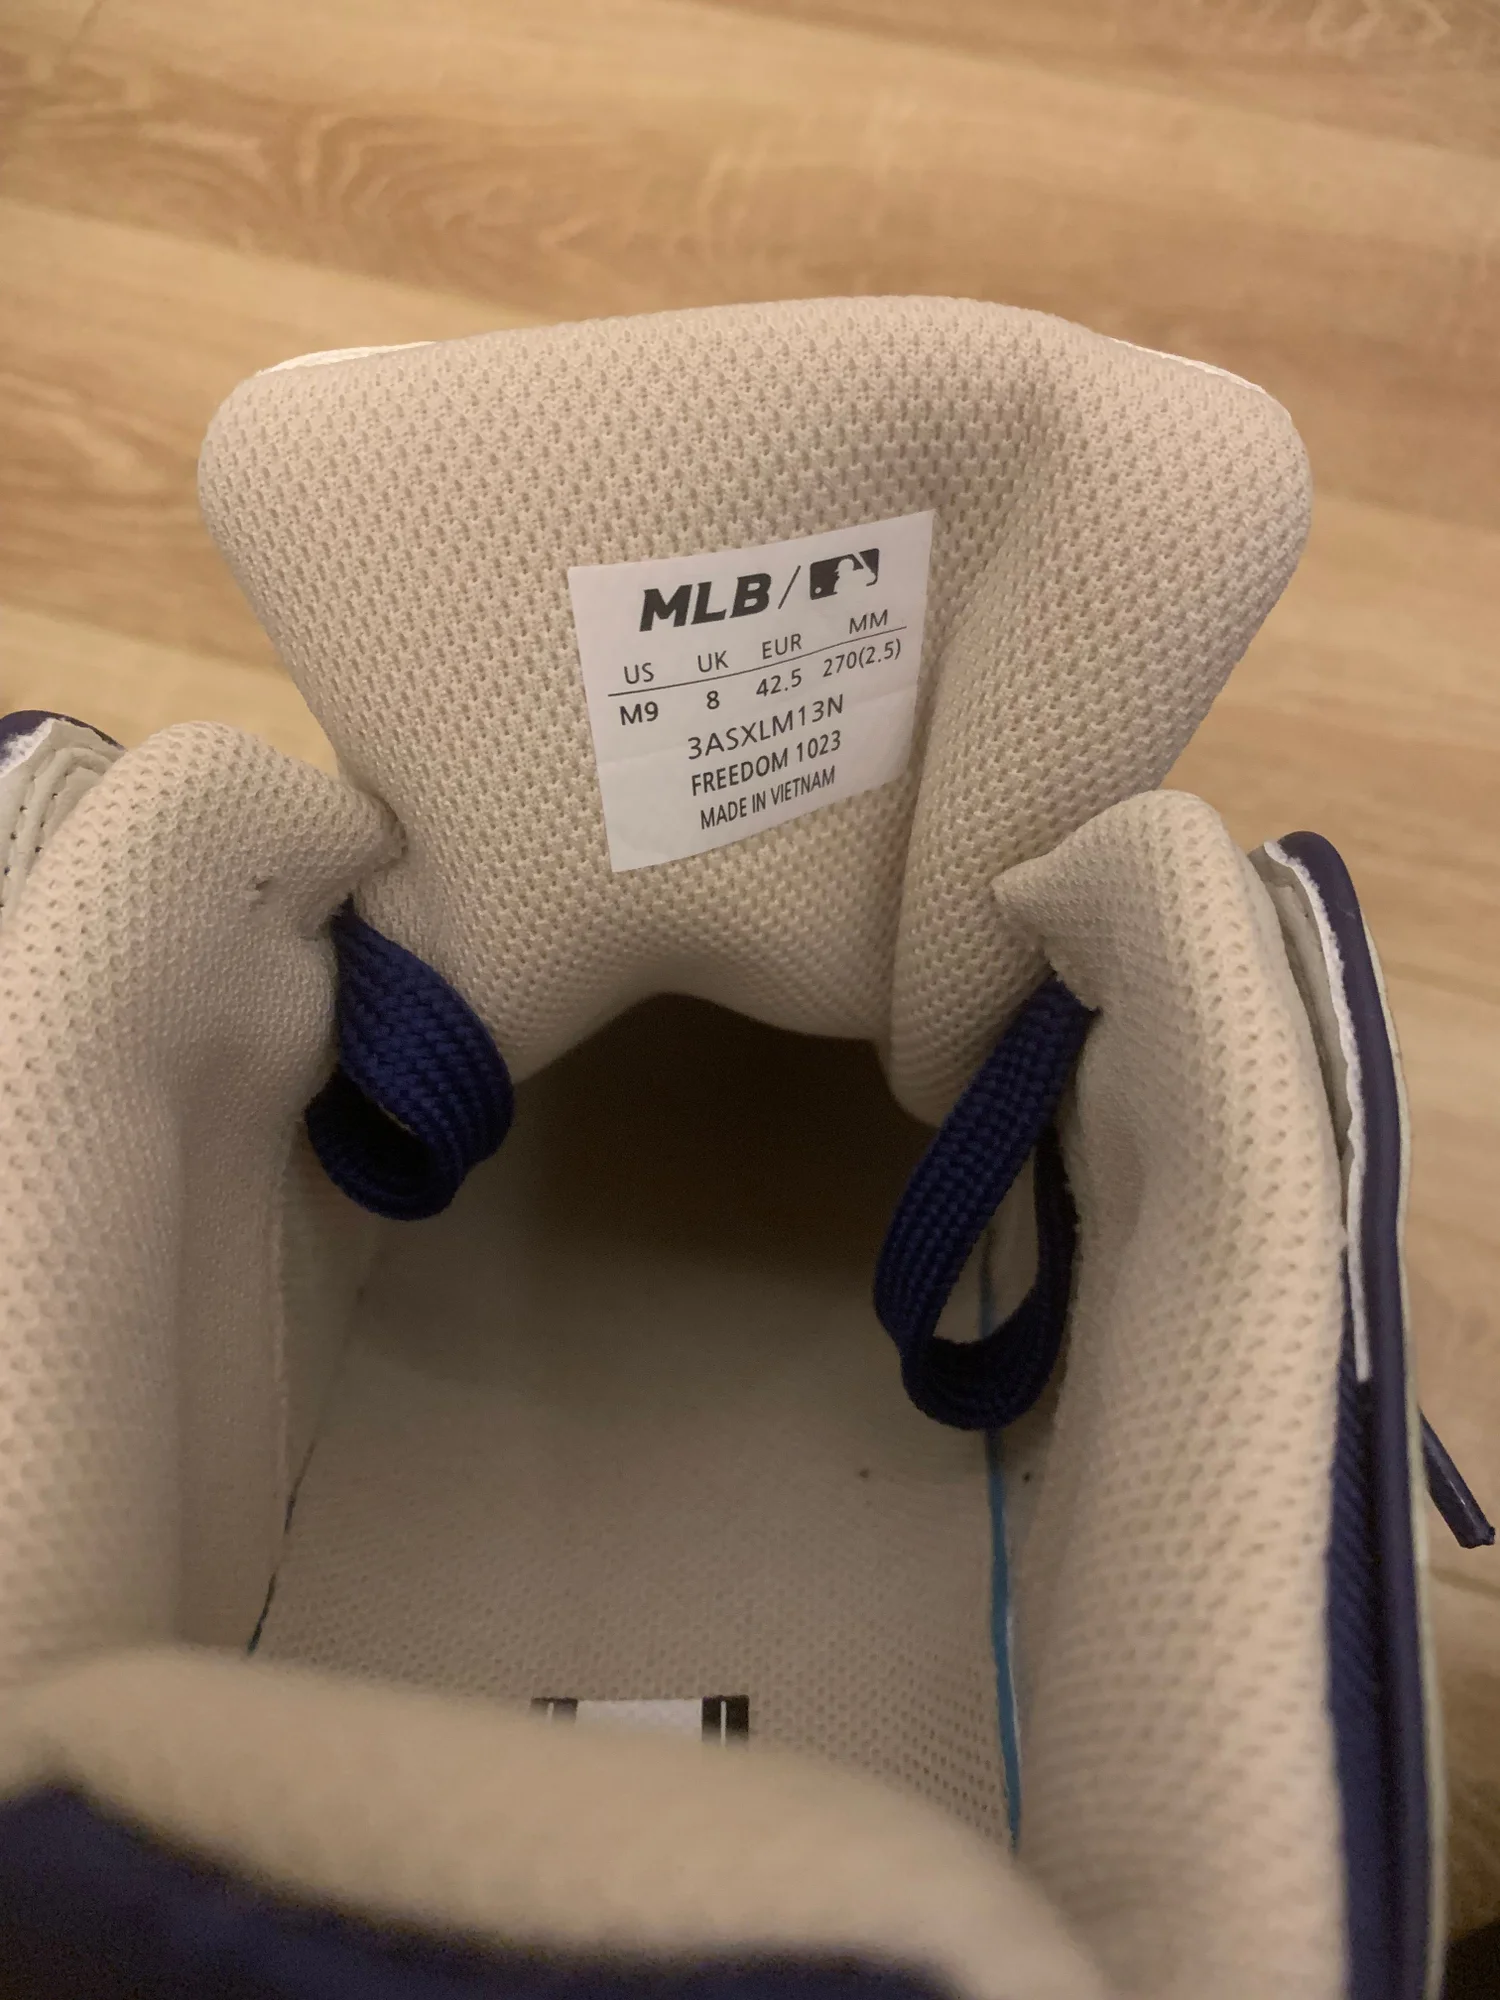 MLB/
US UK EUR MM
M9 8 42.5 270(2.5)
3ASXLM13N
FREEDOM 1023
MADE IN VIETNAM